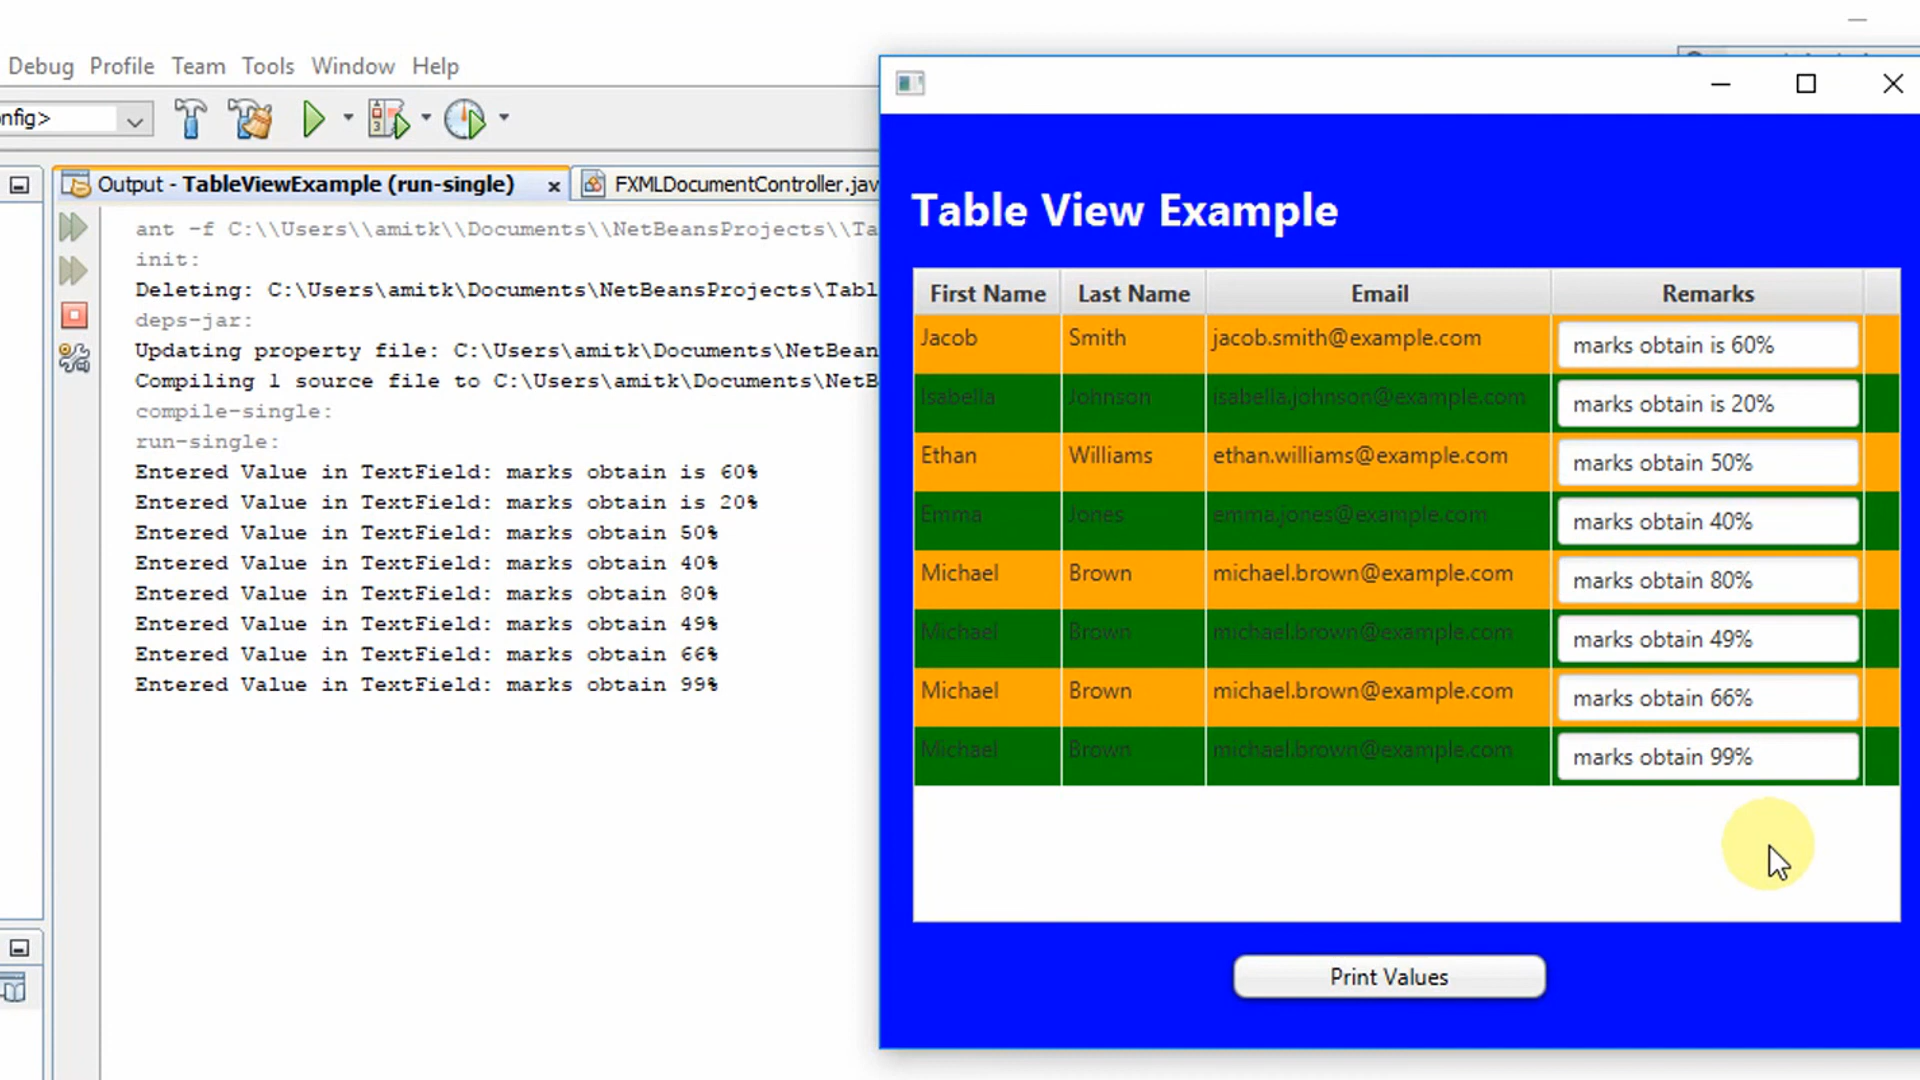 Debug Profile Team Tools Window Help
nfig>
Output - TableViewExample (run-single)
FXMLDocumentController.jav
ant -f C:\\Users\\amitk\\Documents\\NetBeansProjects\\Ta
init:
Deleting: C:\Users\amitk\Documents\NetBeansProjects\Tabl
deps-jar:
Updating property file: C:\Users\amitk\Documents\NetBean
Compiling 1 source file to C:\Users\amitk\Documents\NetB
compile-single:
run-single:
Entered Value in TextField: marks obtain is 60%
Entered Value in TextField: marks obtain is 20%
Entered Value in TextField: marks obtain 50%
Entered Value in TextField: marks obtain 40%
Entered Value in TextField: marks obtain 80%
Entered Value in TextField: marks obtain 49%
Entered Value in TextField: marks obtain 66%
Entered Value in TextField: marks obtain 99%
Table View Example
First Name Last Name Email Remarks
Jacob Smith jacob.smith@example.com marks obtain is 60%
Isabella Johnson isabella.johnson@example.com marks obtain is 20%
Ethan Williams ethan.williams@example.com marks obtain 50%
Emma Jones emma.jones@example.com marks obtain 40%
Michael Brown michael.brown@example.com marks obtain 80%
Michael Brown michael.brown@example.com marks obtain 49%
Michael Brown michael.brown@example.com marks obtain 66%
Michael Brown michael.brown@example.com marks obtain 99%
Print Values